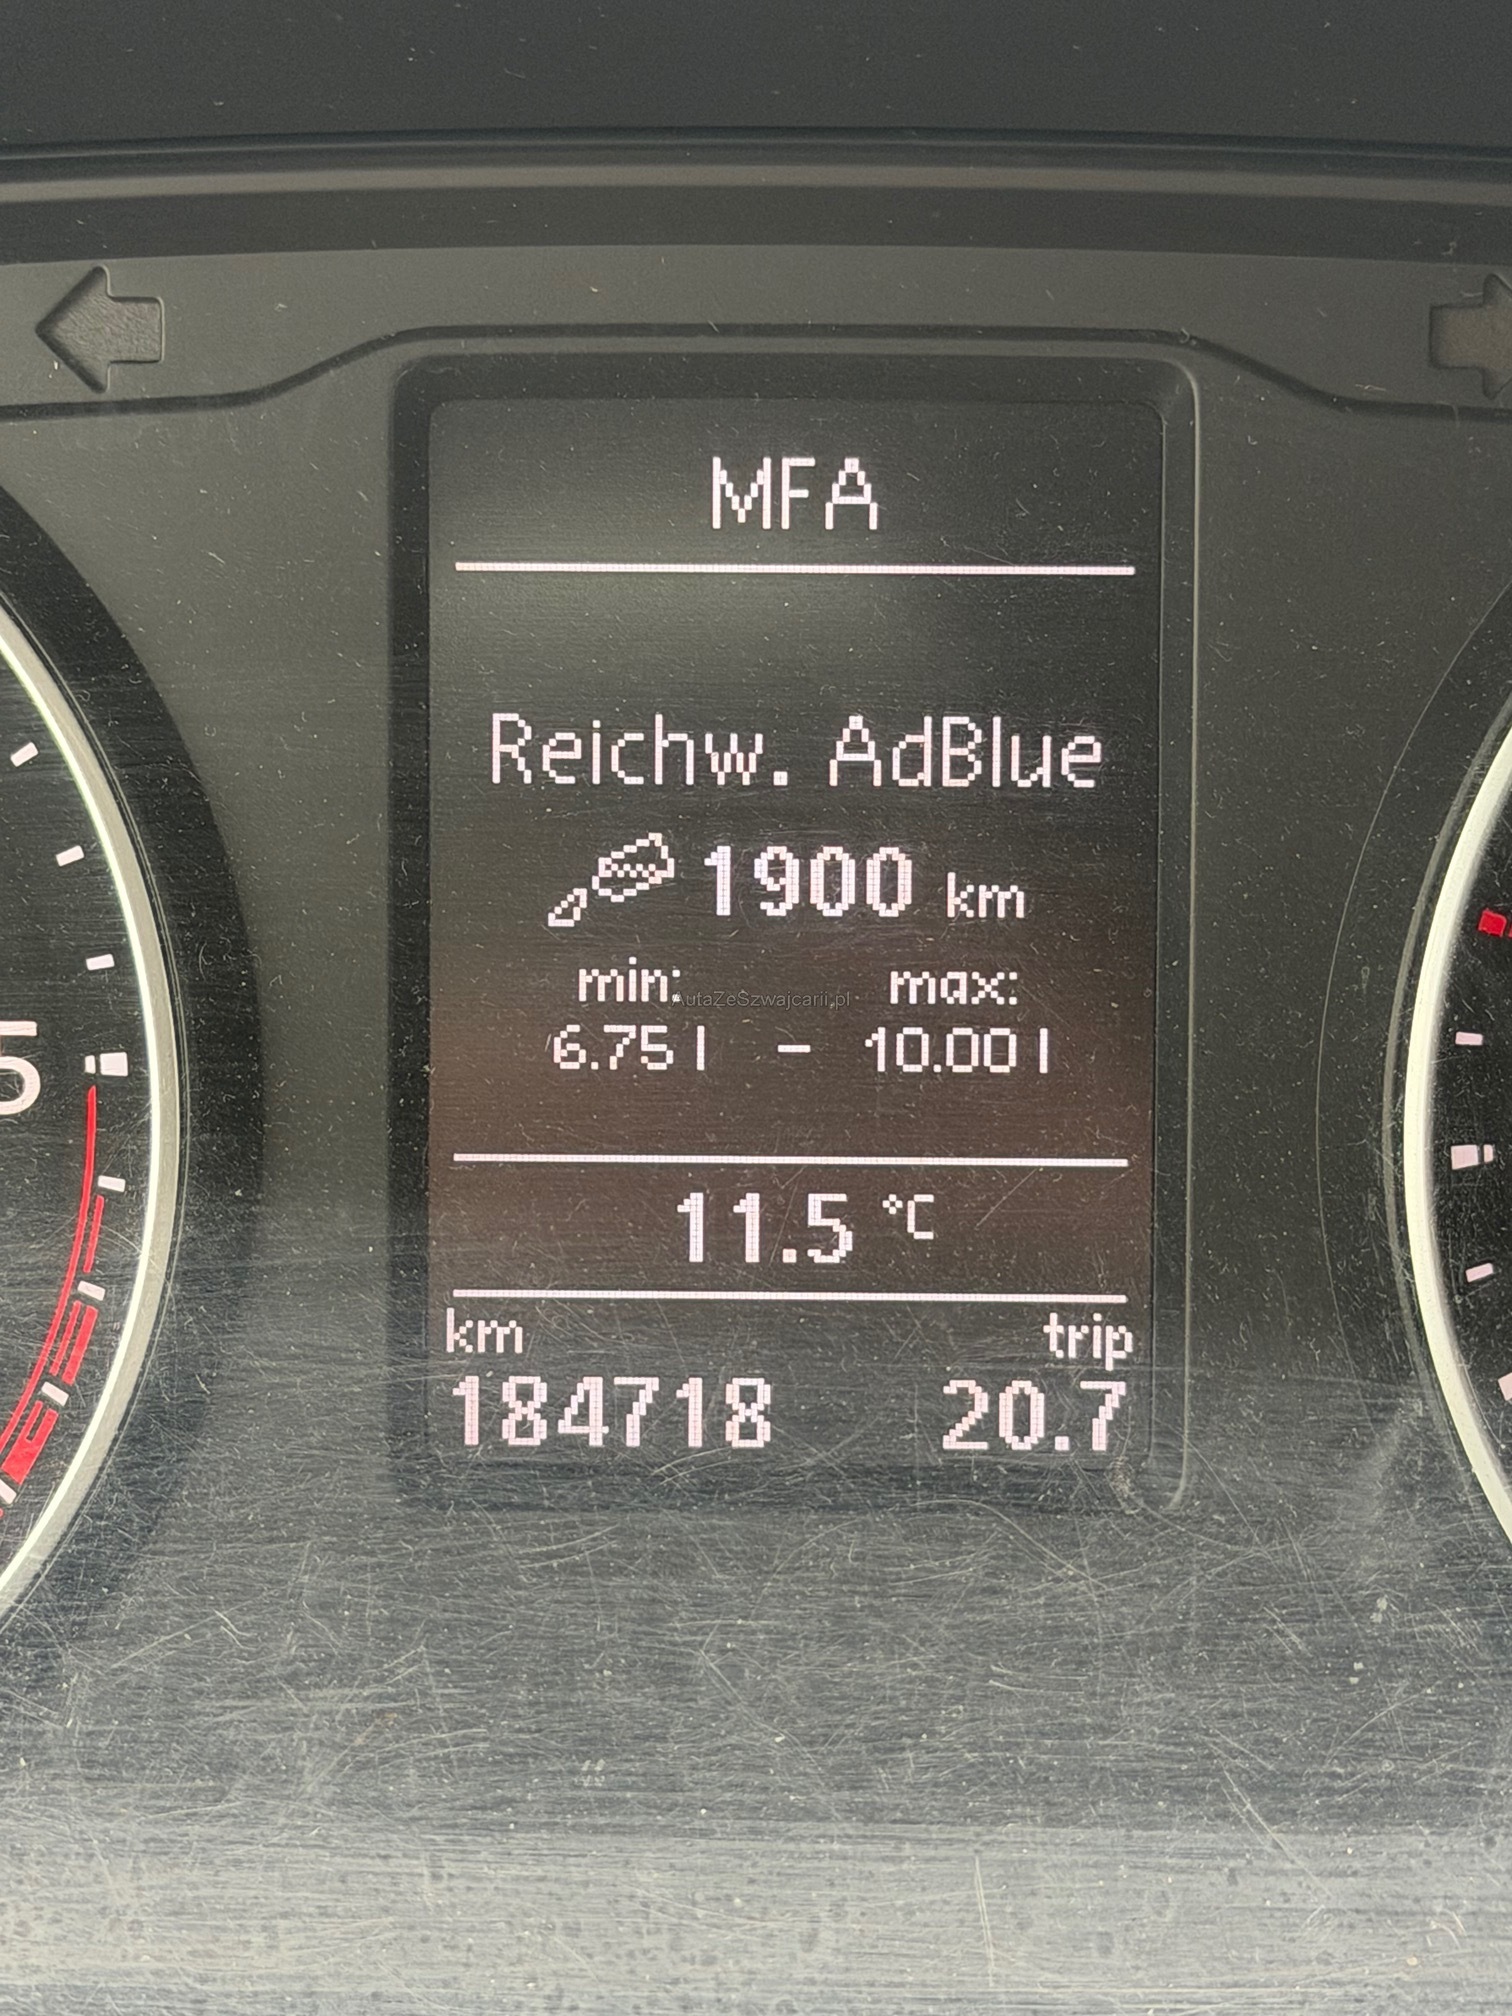 MFA
Reichw. AdBlue
1900 km
min: max:
6.75 l - 10.00 l
AutaZeSzwajcarii.pl
11.5 °C
km trip
184718 20.7
5